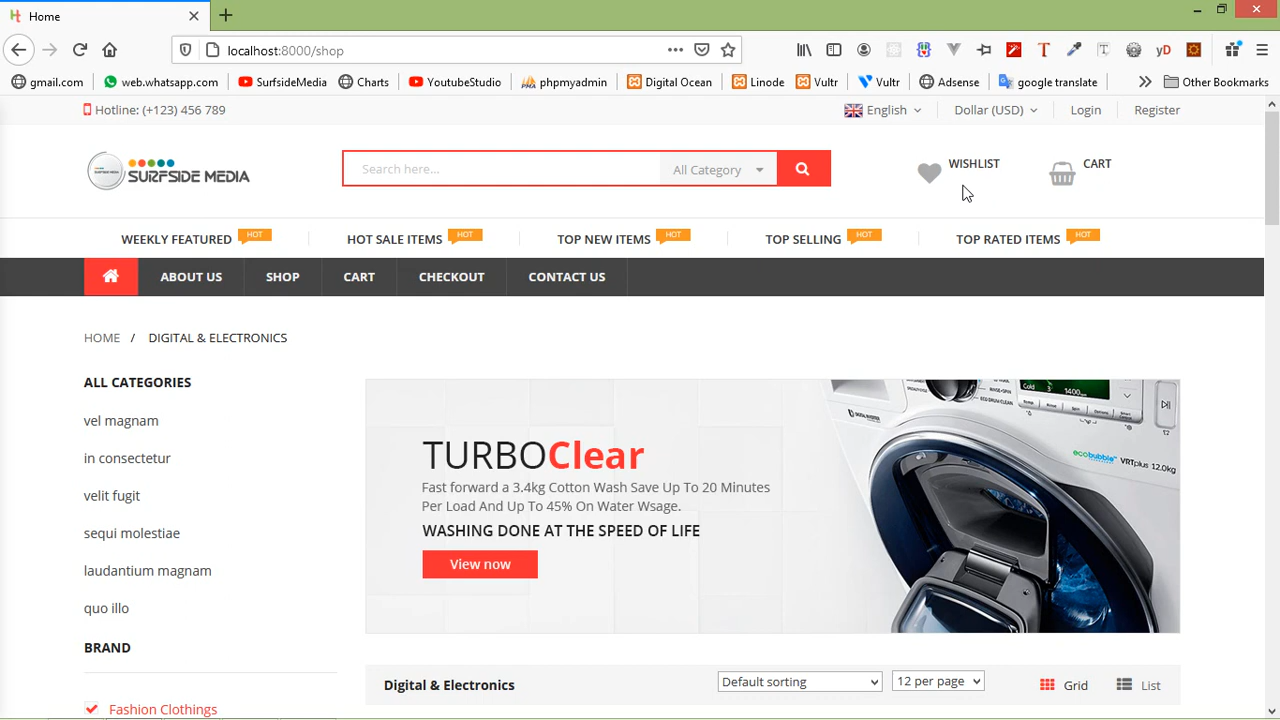 Home
localhost:8000/shop
gmail.com web.whatsapp.com SurfsideMedia Charts YoutubeStudio phpmyadmin Digital Ocean Linode Vultr Vultr Adsense google translate Other Bookmarks
Hotline: (+123) 456 789 English Dollar (USD) Login Register
SURFSIDE MEDIA Search here... All Category WISHLIST CART
WEEKLY FEATURED HOT HOT SALE ITEMS HOT TOP NEW ITEMS HOT TOP SELLING HOT TOP RATED ITEMS HOT
ABOUT US SHOP CART CHECKOUT CONTACT US
HOME / DIGITAL & ELECTRONICS
ALL CATEGORIES
vel magnam
in consectetur
velit fugit
sequi molestiae
laudantium magnam
quo illo
BRAND
Fashion Clothings
TURBOClear
Fast forward a 3.4kg Cotton Wash Save Up To 20 Minutes
Per Load And Up To 45% On Water Wsage.
WASHING DONE AT THE SPEED OF LIFE
View now
Cold 1400
ecobubble VRTplus 12.0kg
Digital & Electronics Default sorting 12 per page Grid List